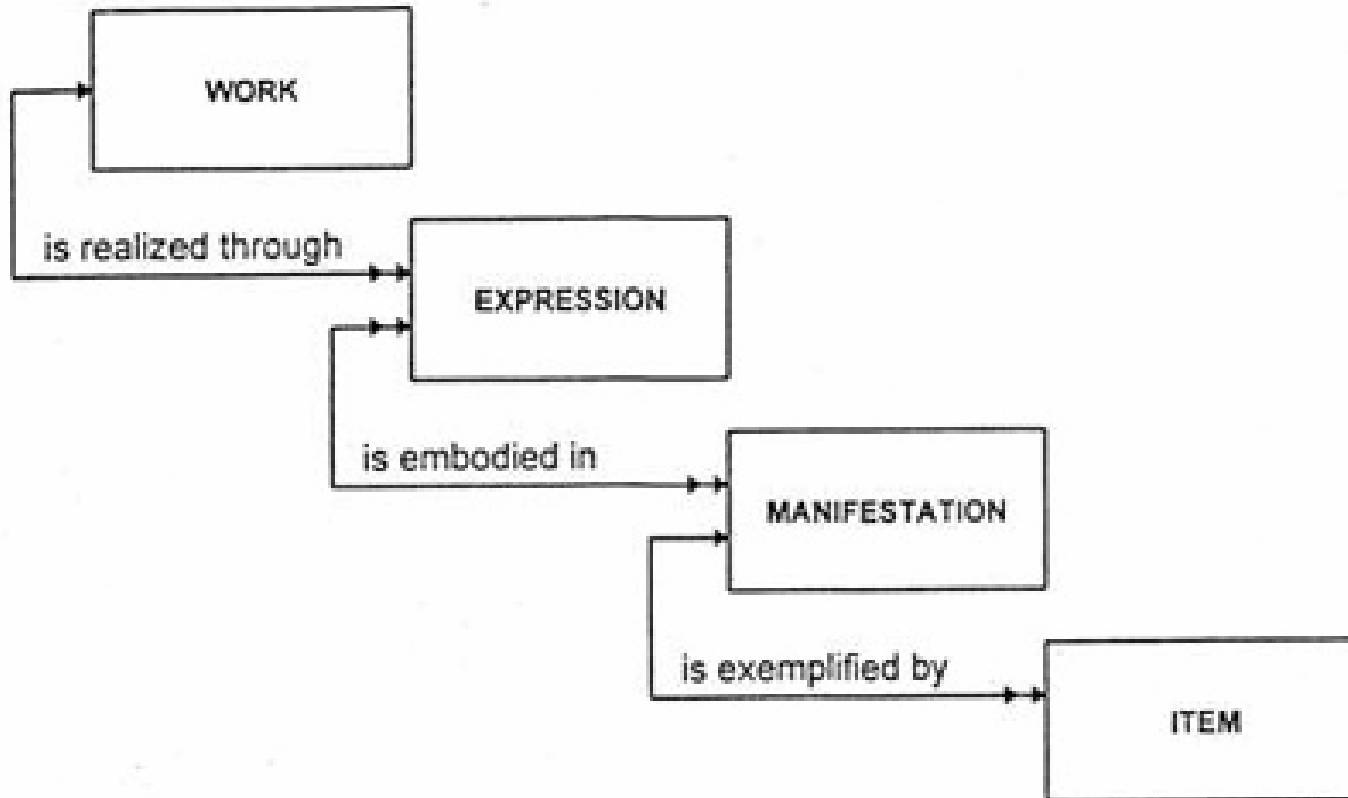 WORK
is realized through
EXPRESSION
is embodied in
MANIFESTATION
is exemplified by
ITEM